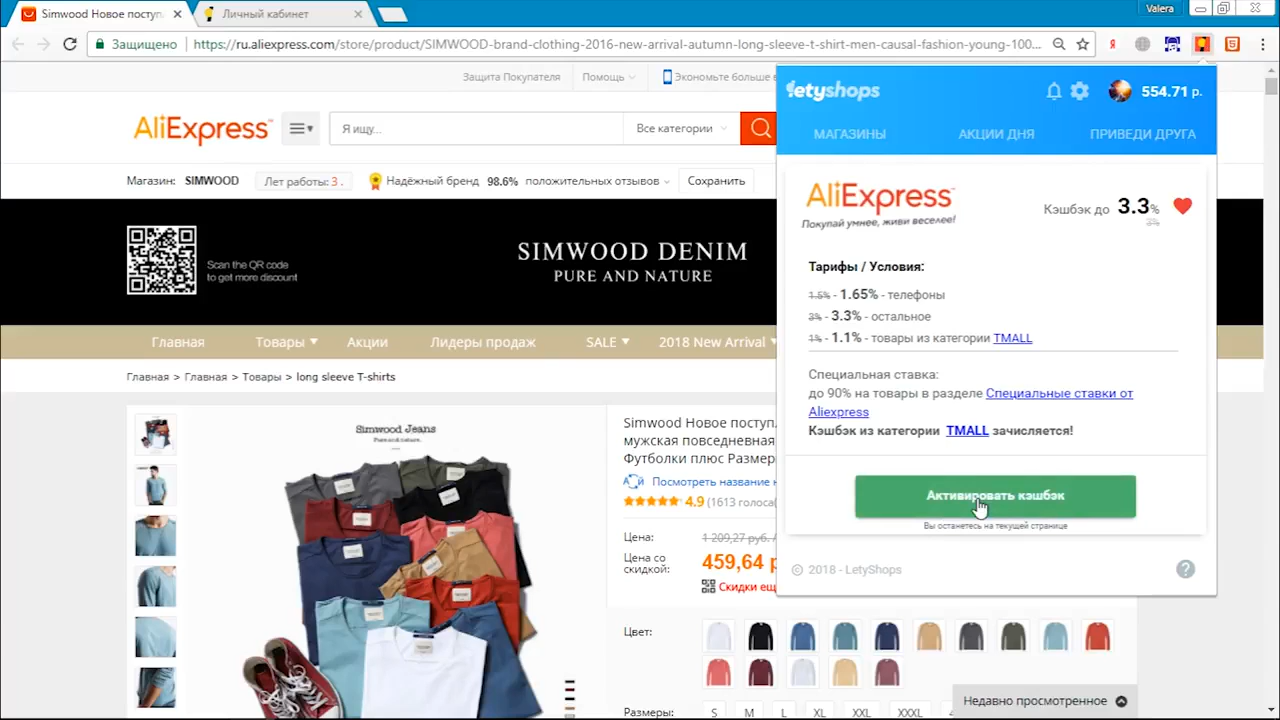 Simwood Новое поступ
Личный кабинет
Valera
Защищено
https://ru.aliexpress.com/store/product/SIMWOOD-brand-clothing-2016-new-arrival-autumn-long-sleeve-t-shirt-men-causal-fashion-young-100...
Защита Покупателя
Помощь
Экономьте больше в
AliExpress
Я ищу...
Все категории
Магазин: SIMWOOD
Лет работы: 3 .
Надёжный бренд 98.6% положительных отзывов
Сохранить
Scan the QR code
to get more discount
SIMWOOD DENIM
PURE AND NATURE
Главная
Товары
Акции
Лидеры продаж
SALE
2018 New Arrival
Главная > Главная > Товары > long sleeve T-shirts
Simwood Jeans
Pure and nature.
Simwood Новое поступл
мужская повседневная
Футболки плюс Размер
Посмотреть название н
4.9 (1613 голоса(
Цена:
1 209,27 руб. /
Цена со
скидкой:
459,64 р
Скидки ещ
Цвет:
Размеры:
S
M
L
XL
XXL
XXXL
Недавно просмотренное
letyshops
554.71 р.
МАГАЗИНЫ
АКЦИИ ДНЯ
ПРИВЕДИ ДРУГА
AliExpress
Покупай умнее, живи веселее!
Кэшбэк до 3.3%
3%
Тарифы / Условия:
1.5% - 1.65% - телефоны
3% - 3.3% - остальное
1% - 1.1% - товары из категории TMALL
Специальная ставка:
до 90% на товары в разделе Специальные ставки от
Aliexpress
Кэшбэк из категории TMALL зачисляется!
Активировать кэшбэк
Вы останетесь на текущей странице
© 2018 - LetyShops